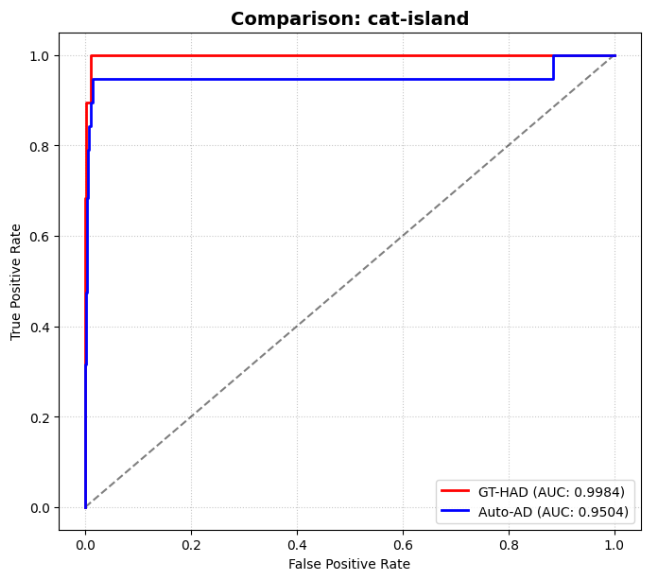 Comparison: cat-island
True Positive Rate
1.0
0.8
0.6
0.4
0.2
0.0
GT-HAD (AUC: 0.9984)
Auto-AD (AUC: 0.9504)
0.0 0.2 0.4 0.6 0.8 1.0
False Positive Rate